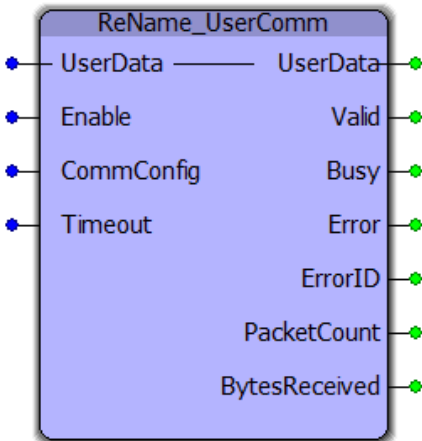 ReName_UserComm
UserData UserData
Enable Valid
CommConfig Busy
Timeout Error
ErrorID
PacketCount
BytesReceived